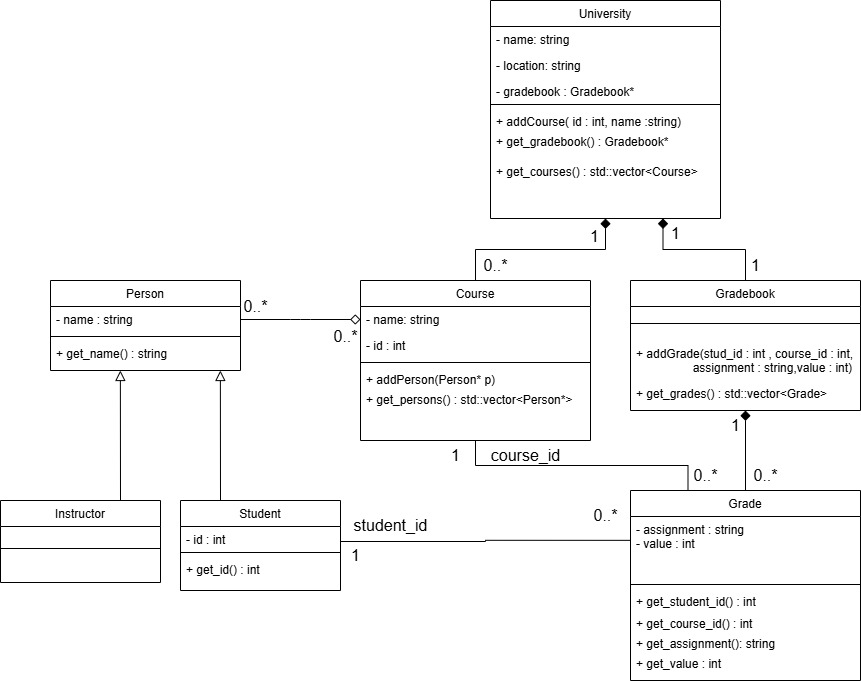 University
- name: string
- location: string
- gradebook : Gradebook*
+ addCourse( id : int, name :string)
+ get_gradebook() : Gradebook*
+ get_courses() : std::vector<Course>
1
1
0..*
1
Person
- name : string
+ get_name() : string
0..*
0..*
Course
- name: string
- id : int
+ addPerson(Person* p)
+ get_persons() : std::vector<Person*>
Gradebook
+ addGrade(stud_id : int , course_id : int,
assignment : string,value : int)
+ get_grades() : std::vector<Grade>
1
course_id
0..*
1
0..*
Instructor
Student
- id : int
+ get_id() : int
student_id
1
0..*
Grade
- assignment : string
- value : int
+ get_student_id() : int
+ get_course_id() : int
+ get_assignment(): string
+ get_value : int